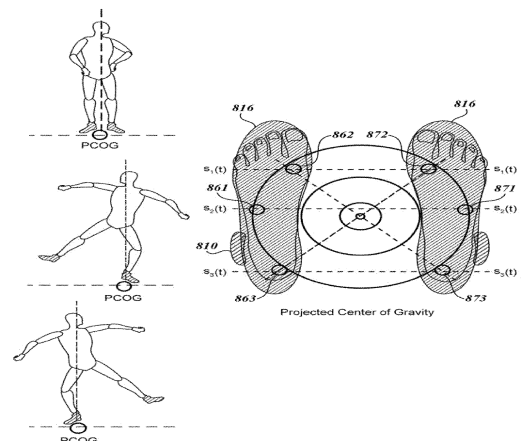 PCOG
PCOG
PCOG
816
816
862
872
s₁(t)
s₁(t)
861
871
s₂(t)
s₂(t)
810
s₃(t)
s₃(t)
863
873
Projected Center of Gravity